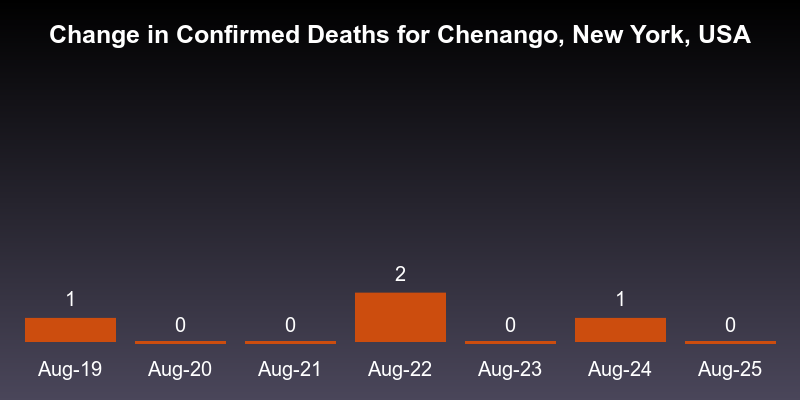 Change in Confirmed Deaths for Chenango, New York, USA
1 0 0 2 0 1 0
Aug-19 Aug-20 Aug-21 Aug-22 Aug-23 Aug-24 Aug-25